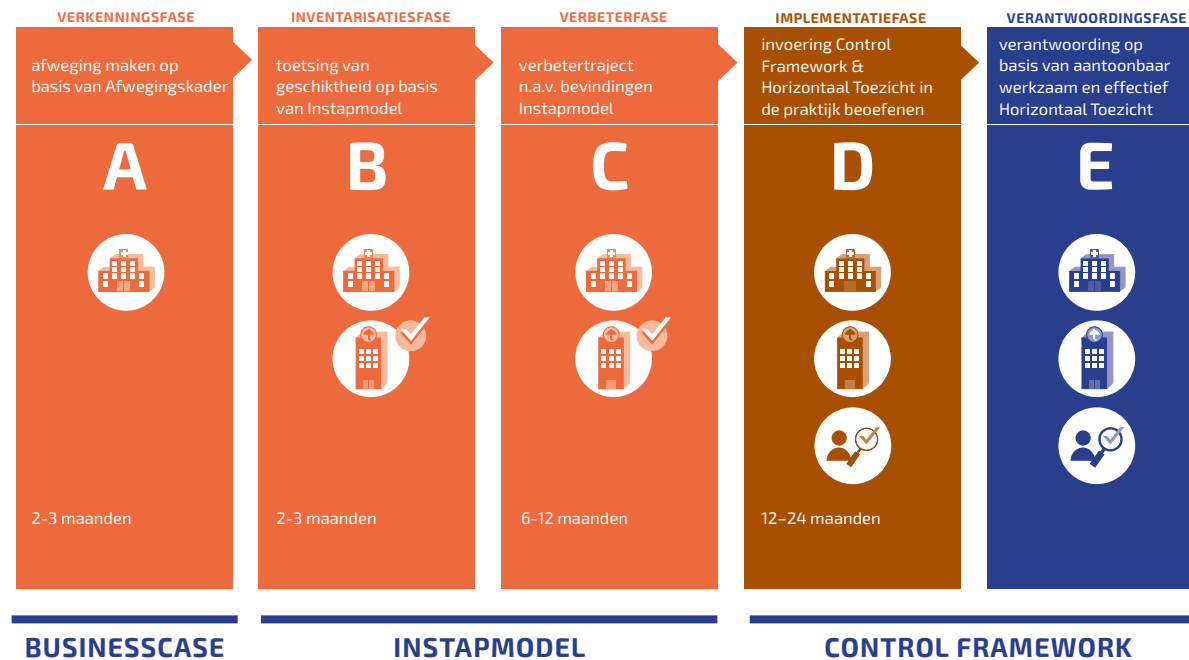 VERKENNINGSFASE
afweging maken op
basis van Afwegingskader
A
2-3 maanden
INVENTARISATIESFASE
toetsing van
geschiktheid op basis
van Instapmodel
B
2-3 maanden
VERBETERFASE
verbetertraject
n.a.v. bevindingen
Instapmodel
C
6-12 maanden
IMPLEMENTATIEFASE
invoering Control
Framework &
Horizontaal Toezicht in
de praktijk beoefenen
D
12–24 maanden
VERANTWOORDINGSFASE
verantwoording op
basis van aantoonbaar
werkzaam en effectief
Horizontaal Toezicht
E
BUSINESSCASE
INSTAPMODEL
CONTROL FRAMEWORK